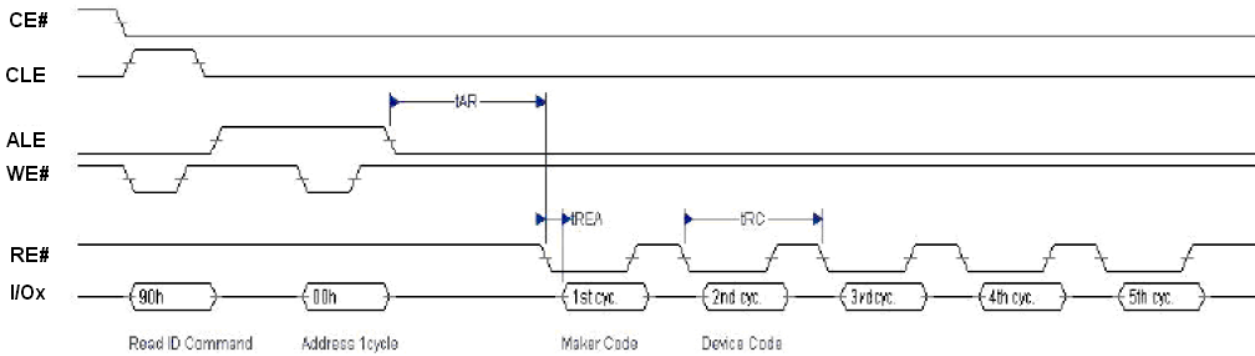 CE#
CLE
tAR
ALE
WE#
tREA
tRC
RE#
I/Ox
90h
00h
1st cyc.
2nd cyc.
3rd cyc.
4th cyc.
5th cyc.
Read ID Command
Address 1cycle
Maker Code
Device Code